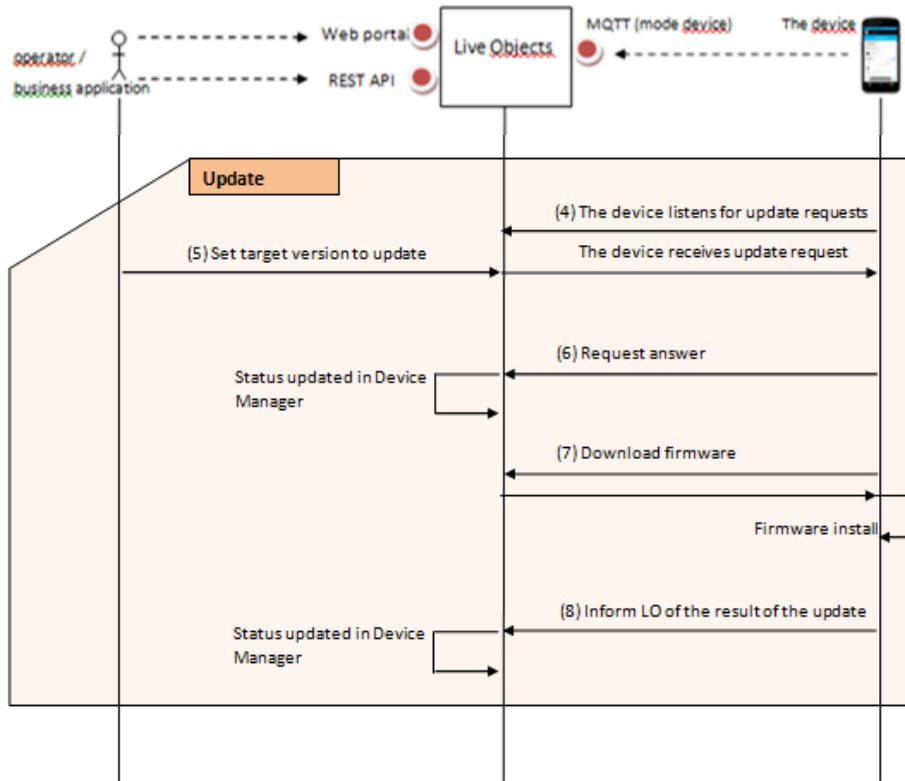 operator /
business application
Web portal
REST API
Live Objects
MQTT (mode device)
The device
Update
(4) The device listens for update requests
(5) Set target version to update
The device receives update request
(6) Request answer
Status updated in Device
Manager
(7) Download firmware
Firmware install
(8) Inform LO of the result of the update
Status updated in Device
Manager